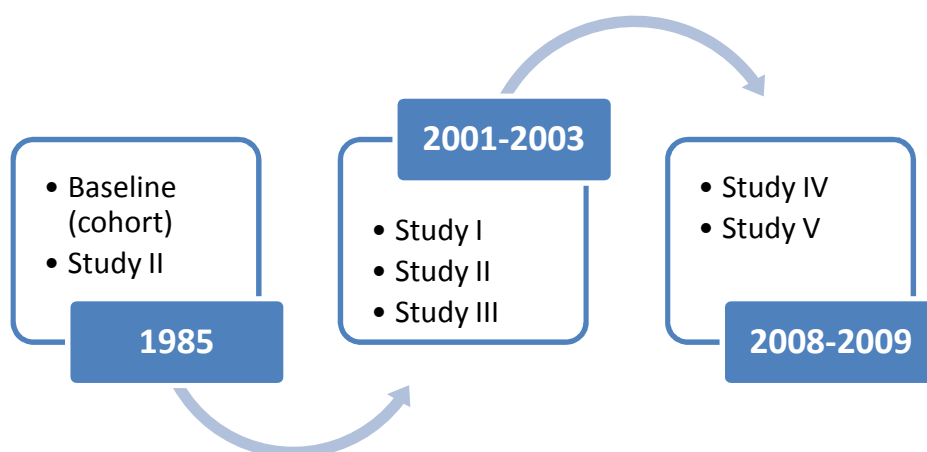 • Baseline
(cohort)
• Study II
1985
2001-2003
• Study I
• Study II
• Study III
• Study IV
• Study V
2008-2009